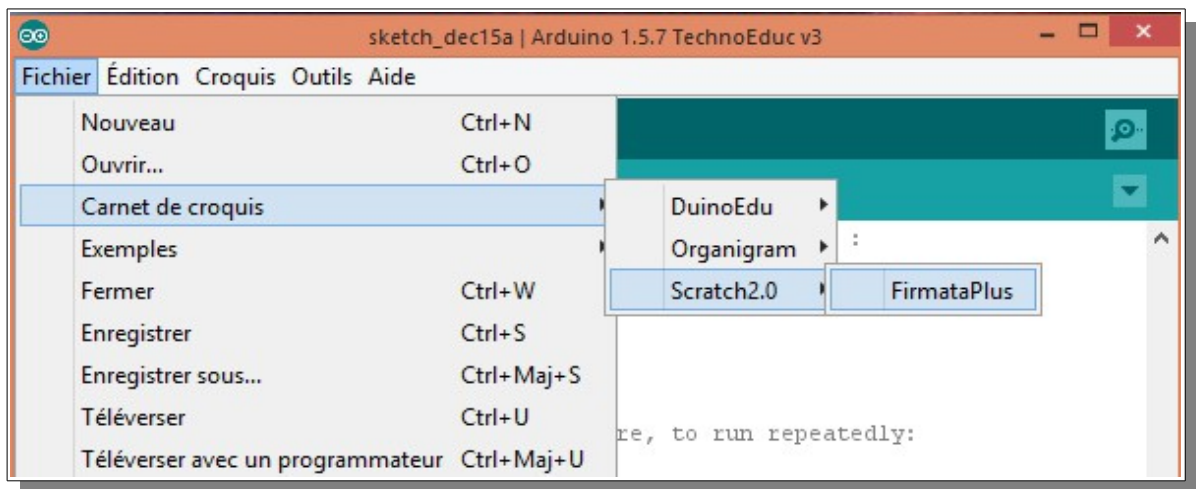 sketch_dec15a | Arduino 1.5.7 TechnoEduc v3
Fichier Édition Croquis Outils Aide
Nouveau Ctrl+N
Ouvrir... Ctrl+O
Carnet de croquis
DuinoEdu
Exemples
Organigram
:
Fermer Ctrl+W
Scratch2.0
FirmataPlus
Enregistrer Ctrl+S
Enregistrer sous... Ctrl+Maj+S
Téléverser Ctrl+U
re, to run repeatedly:
Téléverser avec un programmateur Ctrl+Maj+U